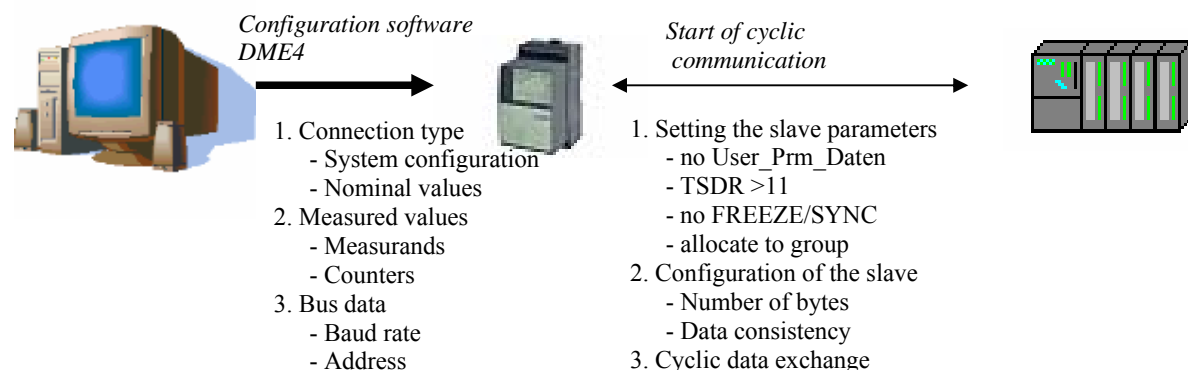 Configuration software
DME4
1. Connection type
- System configuration
- Nominal values
2. Measured values
- Measurands
- Counters
3. Bus data
- Baud rate
- Address
Start of cyclic
communication
1. Setting the slave parameters
- no User_Prm_Daten
- TSDR >11
- no FREEZE/SYNC
- allocate to group
2. Configuration of the slave
- Number of bytes
- Data consistency
3. Cyclic data exchange